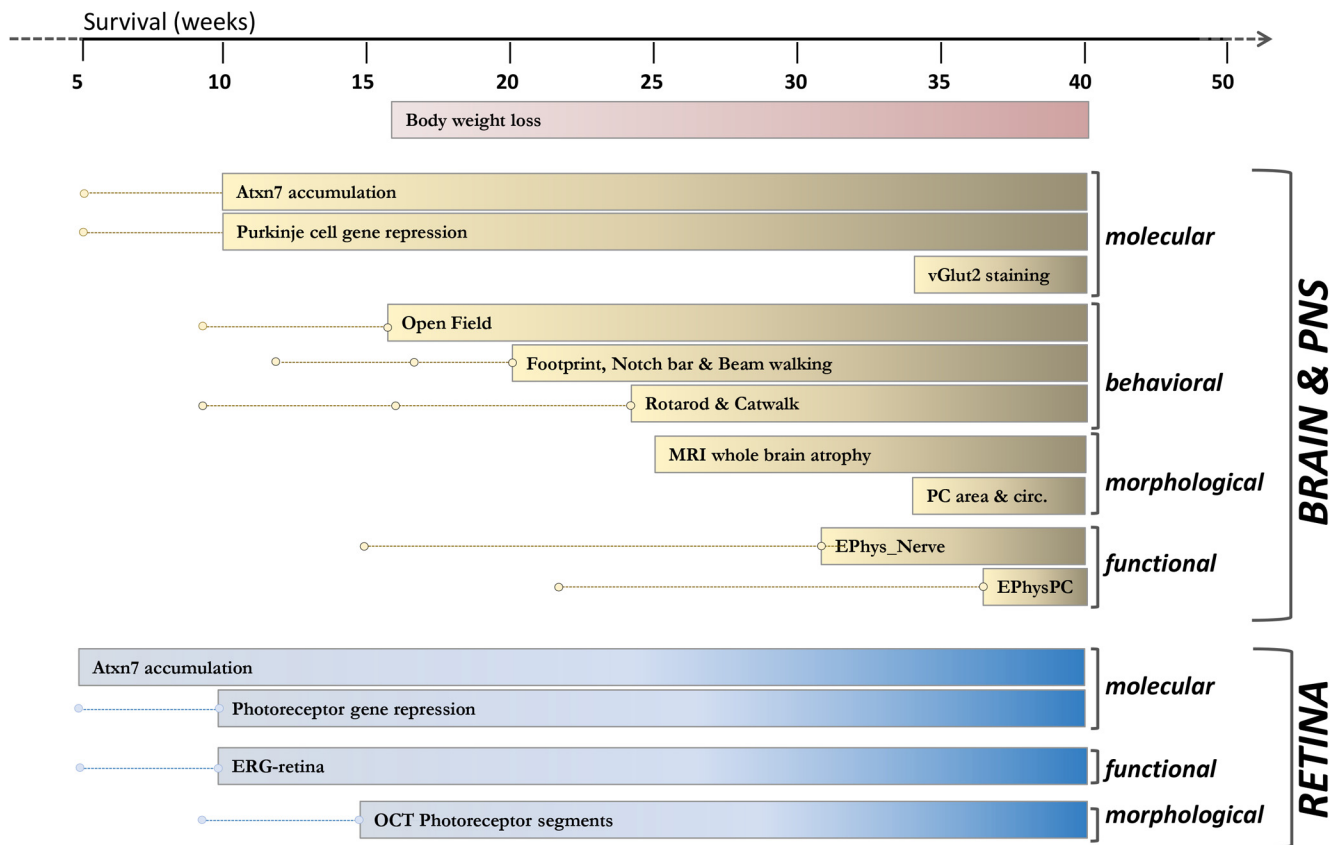 Survival (weeks)
5 10 15 20 25 30 35 40 50
Body weight loss
Atxn7 accumulation
Purkinje cell gene repression
vGlut2 staining
molecular
Open Field
Footprint, Notch bar & Beam walking
Rotarod & Catwalk
behavioral
MRI whole brain atrophy
PC area & circ.
morphological
EPhys_Nerve
EPhysPC
functional
BRAIN & PNS
Atxn7 accumulation
Photoreceptor gene repression
molecular
ERG-retina
functional
OCT Photoreceptor segments
morphological
RETINA